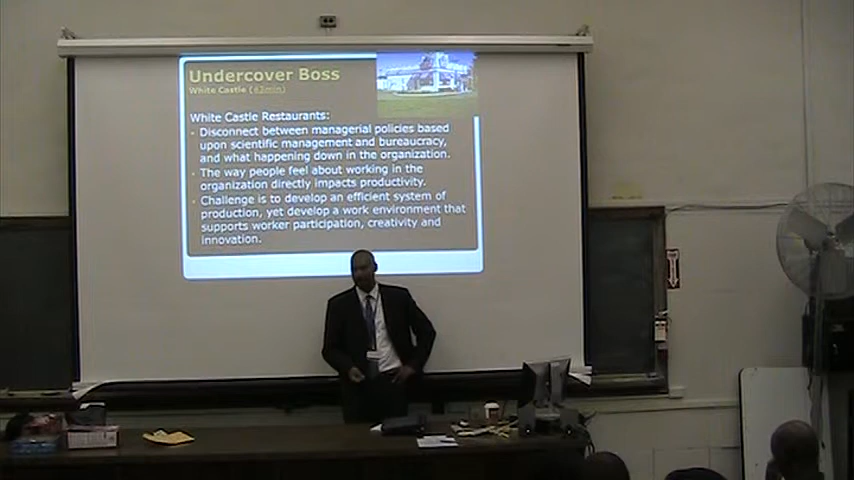 Undercover Boss
White Castle (43min)
White Castle Restaurants:
• Disconnect between managerial policies based
upon scientific management and bureaucracy,
and what happening down in the organization.
• The way people feel about working in the
organization directly impacts productivity.
• Challenge is to develop an efficient system of
production, yet develop a work environment that
supports worker participation, creativity and
innovation.